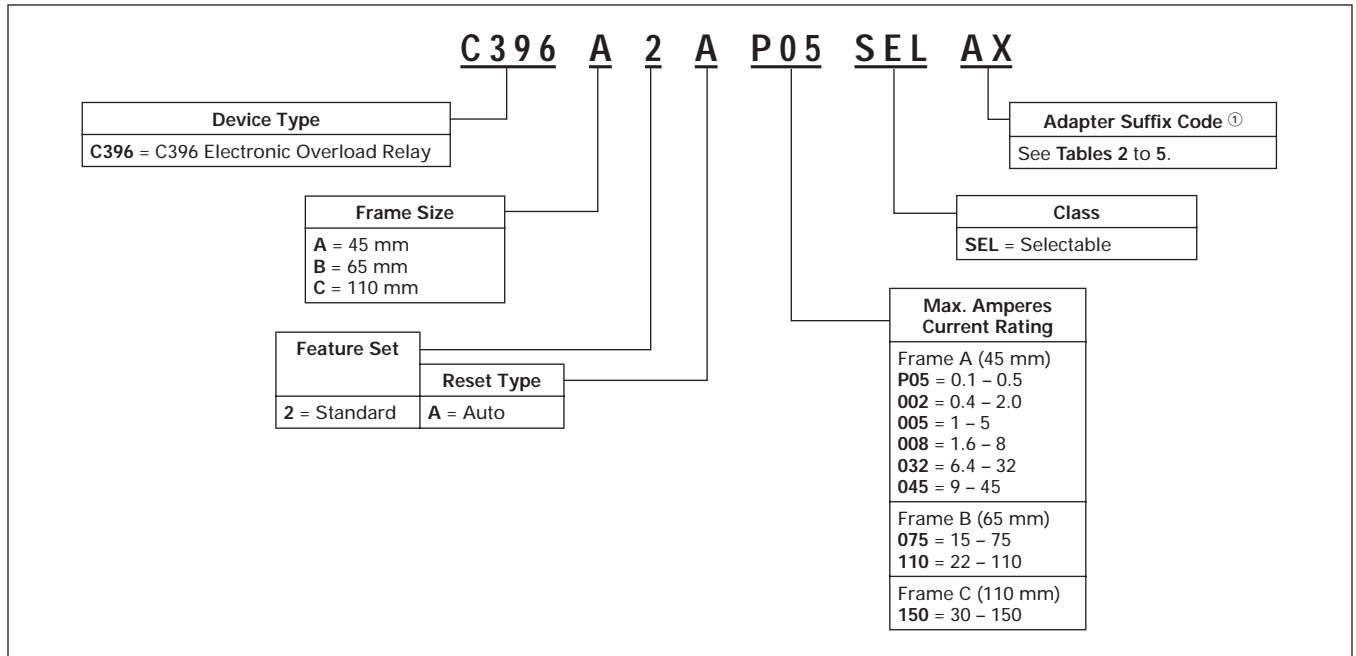 C396 A 2 A P05 SEL AX
Device Type
C396 = C396 Electronic Overload Relay
Adapter Suffix Code ①
See Tables 2 to 5.
Frame Size
A = 45 mm
B = 65 mm
C = 110 mm
Class
SEL = Selectable
Feature Set
2 = Standard
Reset Type
A = Auto
Max. Amperes
Current Rating
Frame A (45 mm)
P05 = 0.1 – 0.5
002 = 0.4 – 2.0
005 = 1 – 5
008 = 1.6 – 8
032 = 6.4 – 32
045 = 9 – 45
Frame B (65 mm)
075 = 15 – 75
110 = 22 – 110
Frame C (110 mm)
150 = 30 – 150